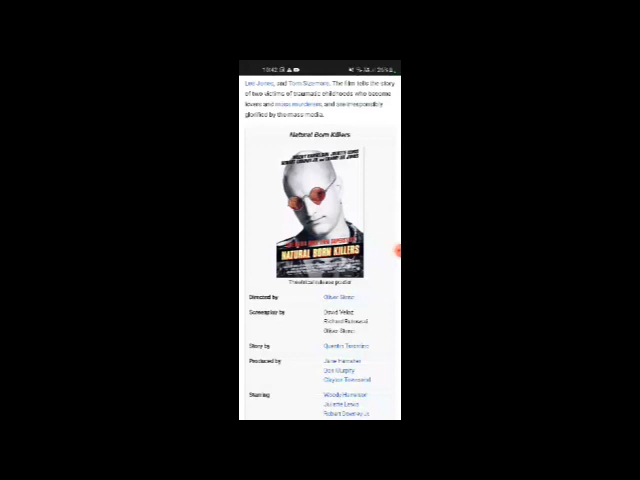 Lee Jones, and Tom Sizemore. The film tells the story
of two victims of traumatic childhoods who become
lovers and mass murderers, and are irresponsibly
glorified by the mass media.
Natural Born Killers
NATURAL BORN KILLERS
Theatrical release poster
Directed by Oliver Stone
Screenplay by David Veloz
Richard Rutowski
Oliver Stone
Story by Quentin Tarantino
Produced by Jane Hamsher
Don Murphy
Clayton Townsend
Starring Woody Harrelson
Juliette Lewis
Robert Downey Jr.